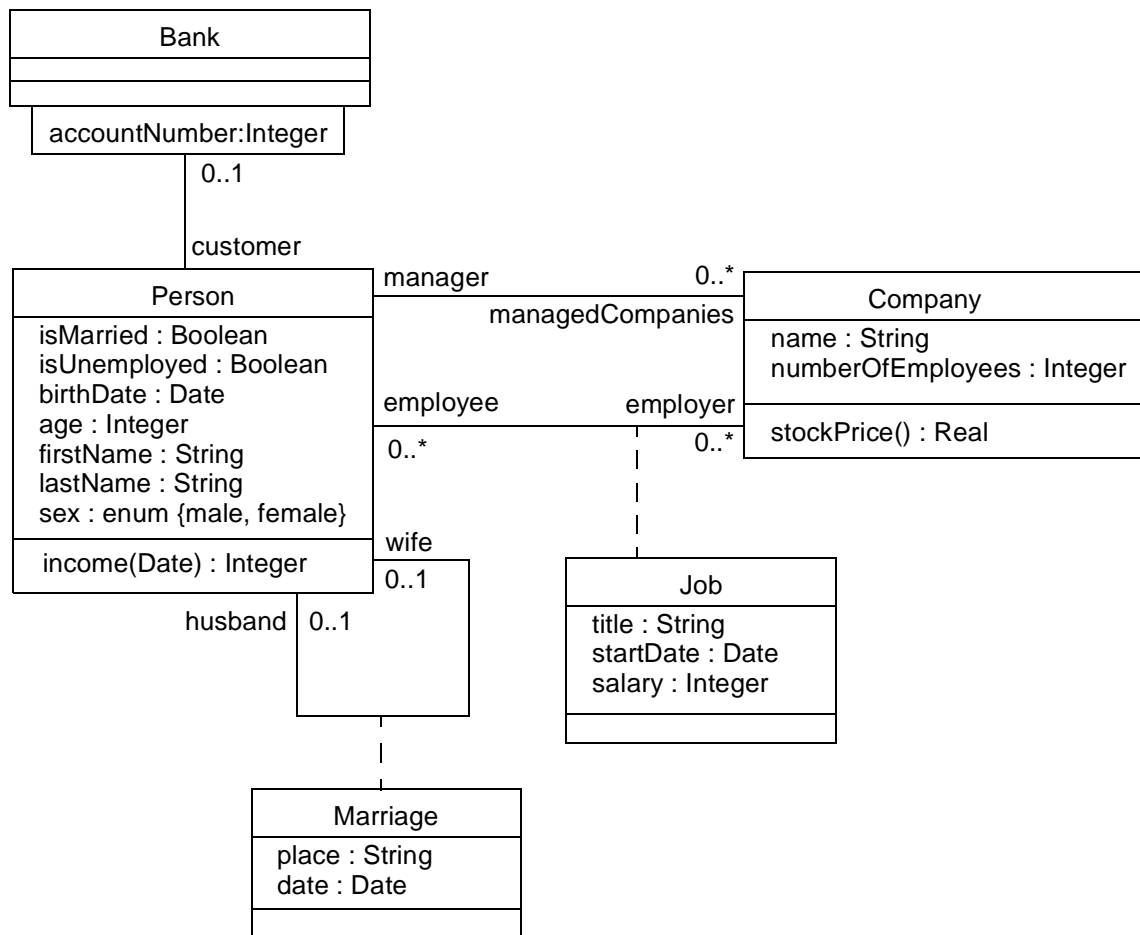 Bank
accountNumber:Integer
0..1
customer
Person
isMarried : Boolean
isUnemployed : Boolean
birthDate : Date
age : Integer
firstName : String
lastName : String
sex : enum {male, female}
income(Date) : Integer
manager
0..*
managedCompanies
Company
name : String
numberOfEmployees : Integer
stockPrice() : Real
employee
employer
0..*
0..*
wife
0..1
husband
0..1
Job
title : String
startDate : Date
salary : Integer
Marriage
place : String
date : Date